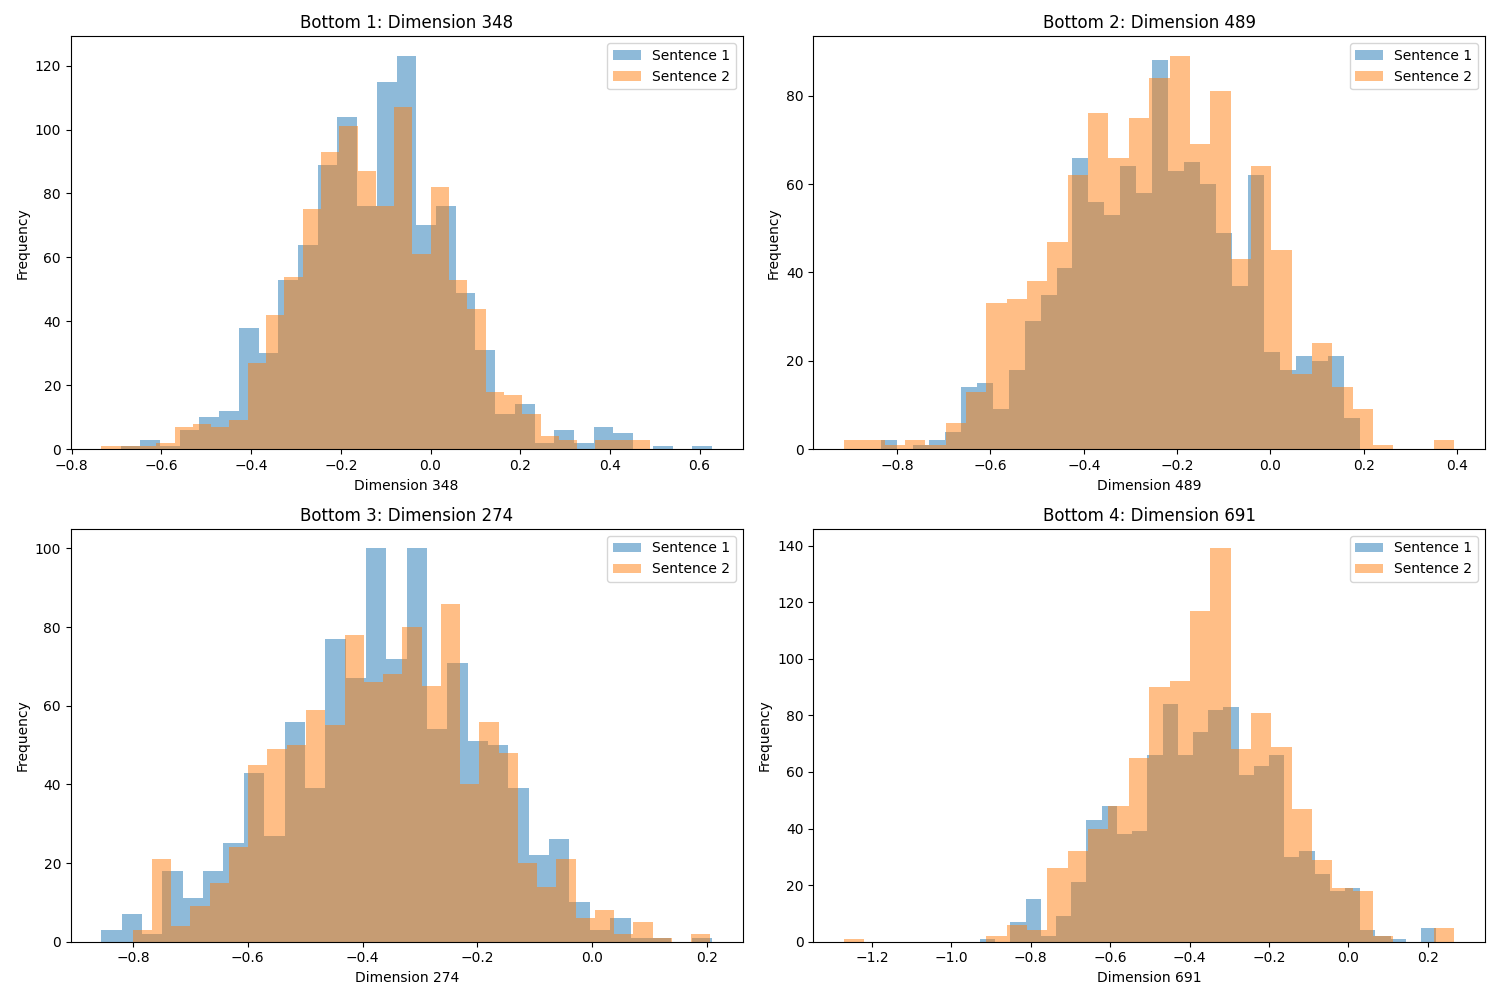 Bottom 1: Dimension 348
Sentence 1
Sentence 2
Frequency
120
100
80
60
40
20
0
−0.8 −0.6 −0.4 −0.2 0.0 0.2 0.4 0.6
Dimension 348
Bottom 2: Dimension 489
Sentence 1
Sentence 2
Frequency
80
60
40
20
0
−0.8 −0.6 −0.4 −0.2 0.0 0.2 0.4
Dimension 489
Bottom 3: Dimension 274
Sentence 1
Sentence 2
Frequency
100
80
60
40
20
0
−0.8 −0.6 −0.4 −0.2 0.0 0.2
Dimension 274
Bottom 4: Dimension 691
Sentence 1
Sentence 2
Frequency
140
120
100
80
60
40
20
0
−1.2 −1.0 −0.8 −0.6 −0.4 −0.2 0.0 0.2
Dimension 691